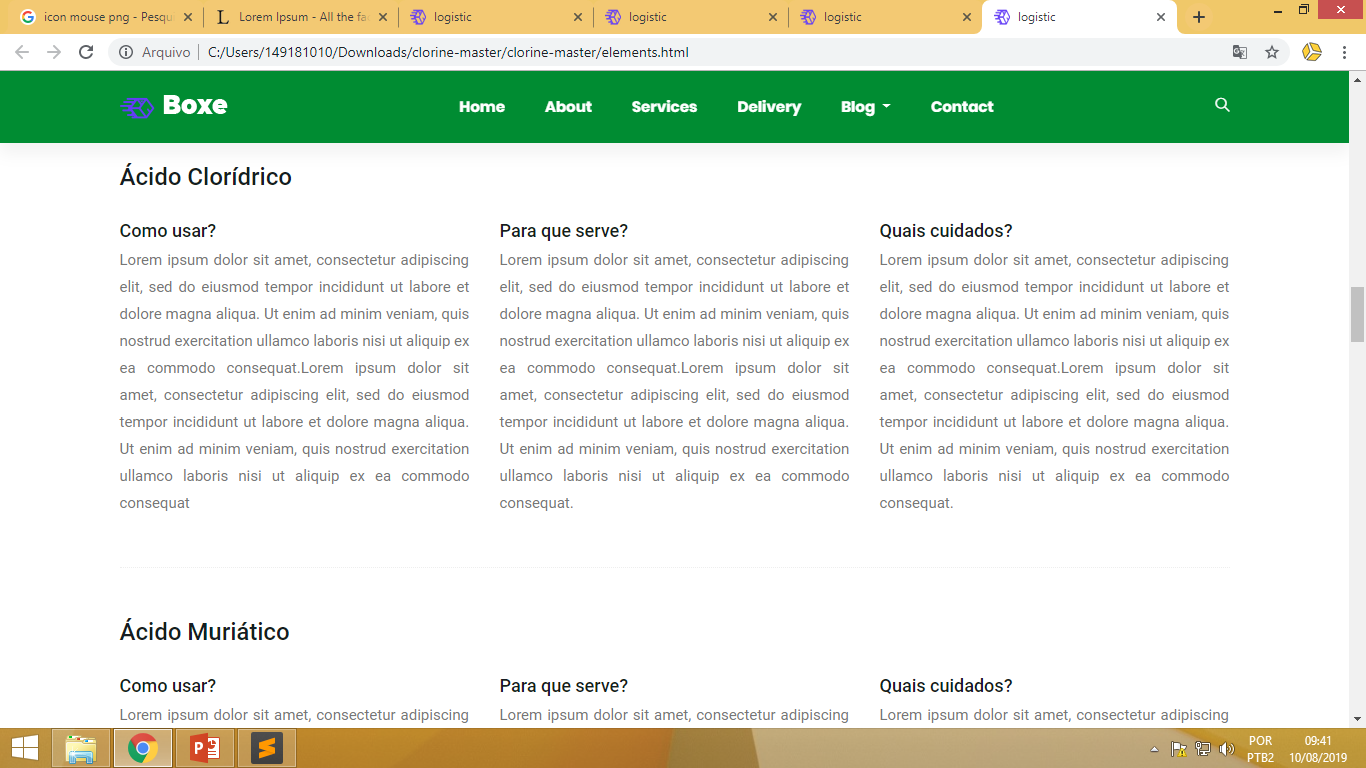 icon mouse png - Pesqu
Lorem Ipsum - All the fac
logistic
logistic
logistic
logistic
Arquivo
C:/Users/149181010/Downloads/clorine-master/clorine-master/elements.html
Boxe
Home
About
Services
Delivery
Blog
Contact
Ácido Clorídrico
Como usar?
Lorem ipsum dolor sit amet, consectetur adipiscing
elit, sed do eiusmod tempor incididunt ut labore et
dolore magna aliqua. Ut enim ad minim veniam, quis
nostrud exercitation ullamco laboris nisi ut aliquip ex
ea commodo consequat.Lorem ipsum dolor sit
amet, consectetur adipiscing elit, sed do eiusmod
tempor incididunt ut labore et dolore magna aliqua.
Ut enim ad minim veniam, quis nostrud exercitation
ullamco laboris nisi ut aliquip ex ea commodo
consequat
Para que serve?
Lorem ipsum dolor sit amet, consectetur adipiscing
elit, sed do eiusmod tempor incididunt ut labore et
dolore magna aliqua. Ut enim ad minim veniam, quis
nostrud exercitation ullamco laboris nisi ut aliquip ex
ea commodo consequat.Lorem ipsum dolor sit
amet, consectetur adipiscing elit, sed do eiusmod
tempor incididunt ut labore et dolore magna aliqua.
Ut enim ad minim veniam, quis nostrud exercitation
ullamco laboris nisi ut aliquip ex ea commodo
consequat.
Quais cuidados?
Lorem ipsum dolor sit amet, consectetur adipiscing
elit, sed do eiusmod tempor incididunt ut labore et
dolore magna aliqua. Ut enim ad minim veniam, quis
nostrud exercitation ullamco laboris nisi ut aliquip ex
ea commodo consequat.Lorem ipsum dolor sit
amet, consectetur adipiscing elit, sed do eiusmod
tempor incididunt ut labore et dolore magna aliqua.
Ut enim ad minim veniam, quis nostrud exercitation
ullamco laboris nisi ut aliquip ex ea commodo
consequat.
Ácido Muriático
Como usar?
Lorem ipsum dolor sit amet, consectetur adipiscing
Para que serve?
Lorem ipsum dolor sit amet, consectetur adipiscing
Quais cuidados?
Lorem ipsum dolor sit amet, consectetur adipiscing
POR
PTB2
09:41
10/08/2019